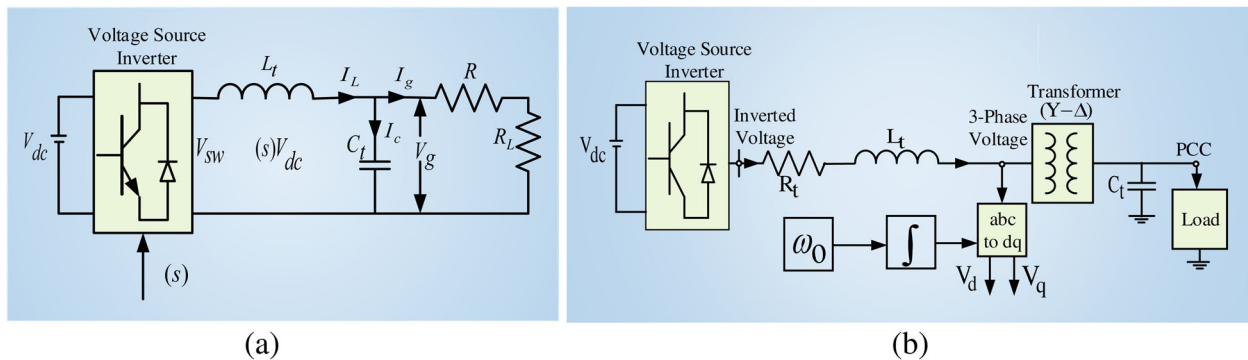 Voltage Source
Inverter
L_t
I_L
I_g
R
V_dc
V_sw
(s)V_dc
C_t
I_c
V_g
R_L
(s)
(a)
Voltage Source
Inverter
V_dc
Inverted
Voltage
R_t
L_t
3-Phase
Voltage
Transformer
(Y−Δ)
PCC
C_t
Load
abc
to dq
ω_0
∫
V_d
V_q
(b)